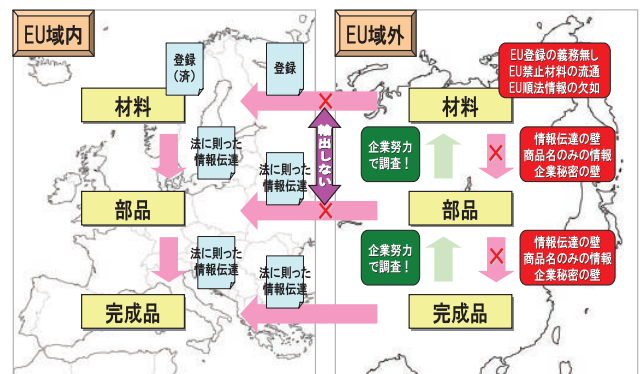 EU域内
EU域外
登録
(済)
登録
EU登録の義務無し
EU禁止材料の流通
EU順法情報の欠如
材料
材料
輸出しない
法に則った
情報伝達
法に則った
情報伝達
企業努力
で調査!
情報伝達の壁
商品名のみの情報
企業秘密の壁
部品
部品
法に則った
情報伝達
法に則った
情報伝達
企業努力
で調査!
情報伝達の壁
商品名のみの情報
企業秘密の壁
完成品
完成品